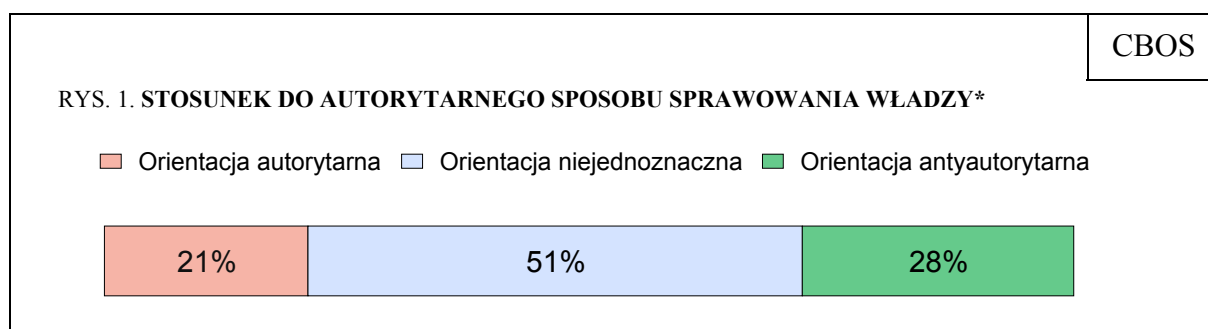 CBOS
RYS. 1. STOSUNEK DO AUTORYTARNEGO SPOSOBU SPRAWOWANIA WŁADZY*
Orientacja autorytarna Orientacja niejednoznaczna Orientacja antyautorytarna
21% 51% 28%